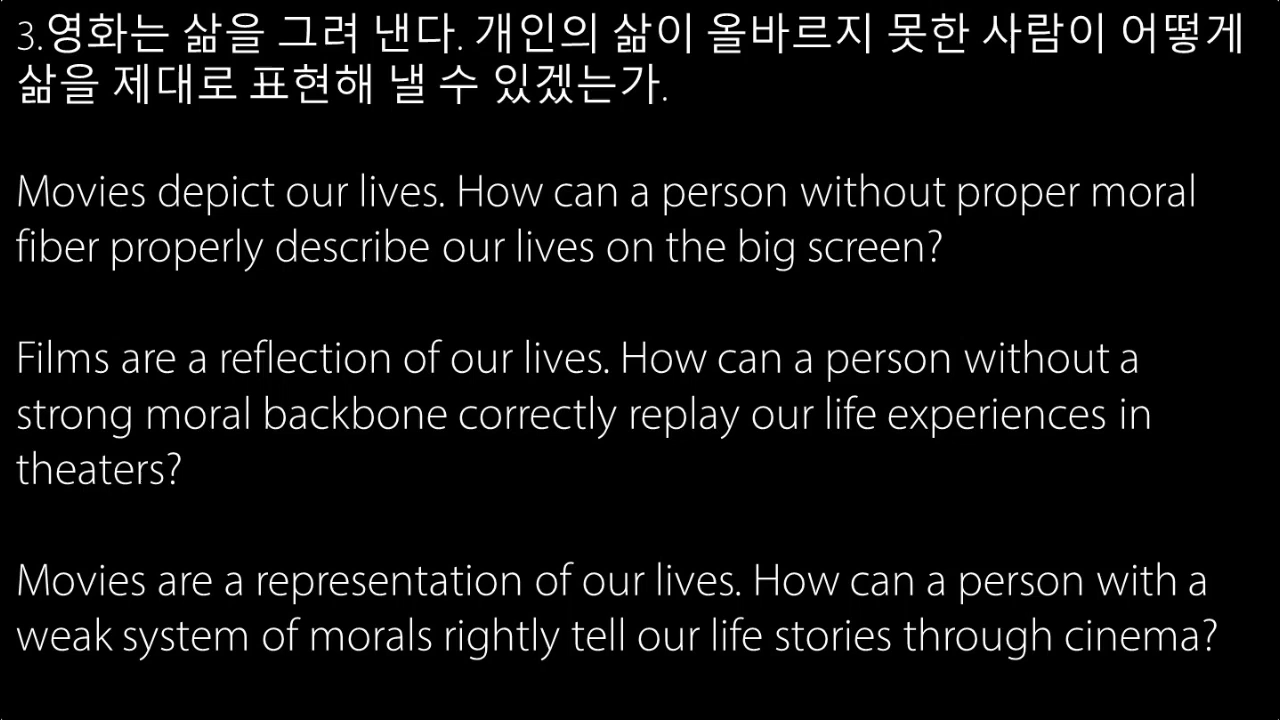 3.영화는 삶을 그려 낸다. 개인의 삶이 올바르지 못한 사람이 어떻게
삶을 제대로 표현해 낼 수 있겠는가.
Movies depict our lives. How can a person without proper moral
fiber properly describe our lives on the big screen?
Films are a reflection of our lives. How can a person without a
strong moral backbone correctly replay our life experiences in
theaters?
Movies are a representation of our lives. How can a person with a
weak system of morals rightly tell our life stories through cinema?